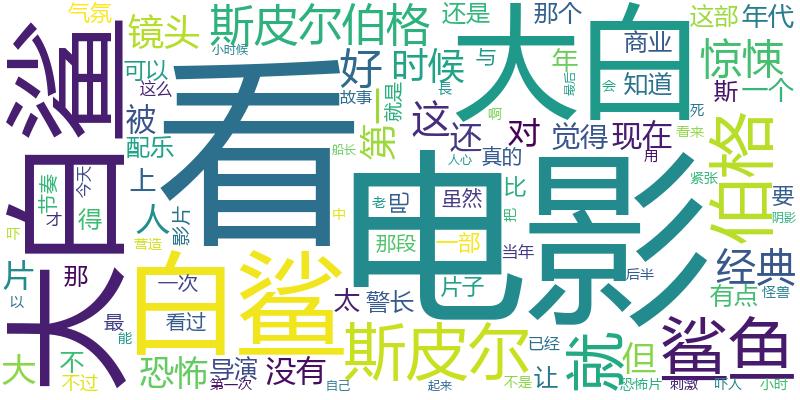 气氛
镜头
斯皮尔伯格
小时候
还是
那个
这部
年代
大白鲨
可以
这么
看
好
时候
大白
商业
惊悚
知道
一个
斯
与
年
最后
会
死
被
配乐
故事
就是
长
第一
这
还
对
啊
觉得
现在
用
看来
伯格
节奏
才
今天
得
上
人
影片
船长
人心
真的
紧张
要
阴影
老
吧
虽然
比
把
中
营造
吓
片
以
那
白鲨
一次
看过
电影
那段
一部
片子
当年
后半
经典
有点
怪兽
最
能
太
警长
斯皮尔
已经
就
但
鲨鱼
大
不
不过
恐怖
导演
第一次
没有
自己
起来
不是
让
恐怖片
刺激
吓人
小时